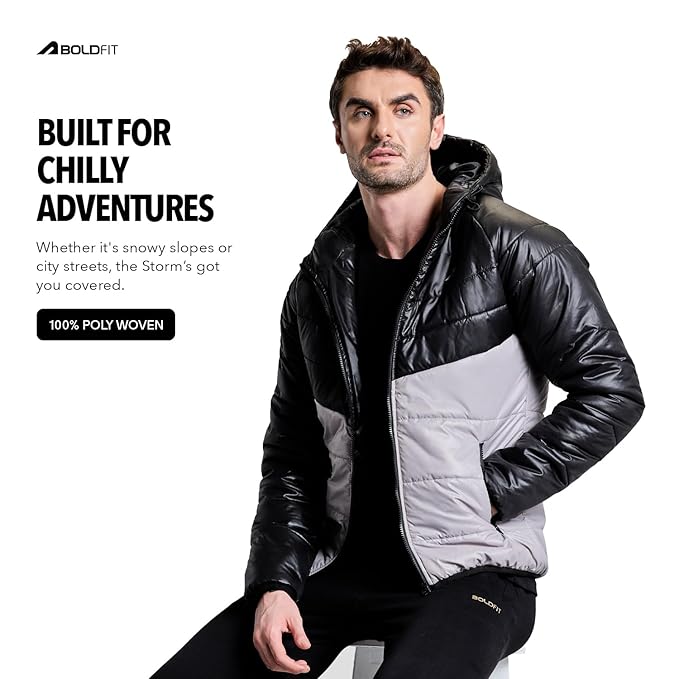 BOLDFIT
BUILT FOR
CHILLY
ADVENTURES
Whether it's snowy slopes or
city streets, the Storm's got
you covered.
100% POLY WOVEN
BOLDFIT